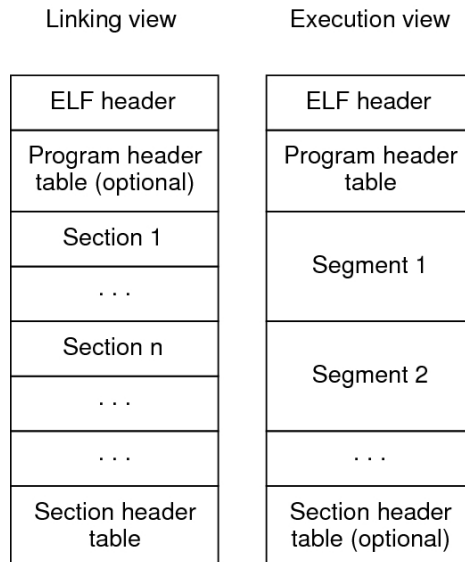 Linking view
Execution view
ELF header
Program header
table (optional)
Section 1
. . .
Section n
. . .
. . .
Section header
table
ELF header
Program header
table
Segment 1
Segment 2
. . .
Section header
table (optional)